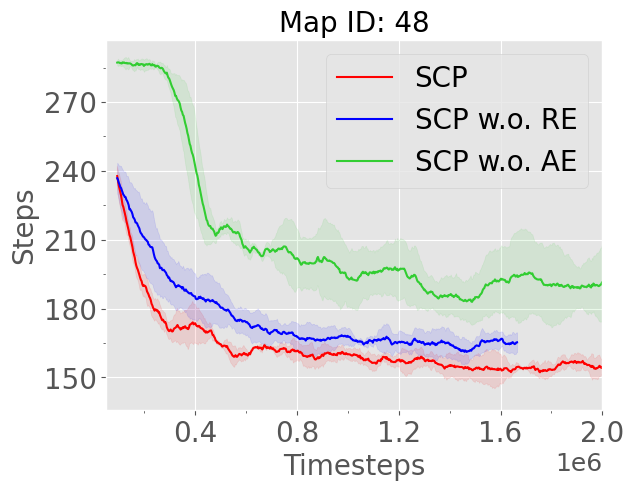 Map ID: 48
SCP
SCP w.o. RE
SCP w.o. AE
Steps
270
240
210
180
150
0.4 0.8 1.2 1.6 2.0
Timesteps
1e6